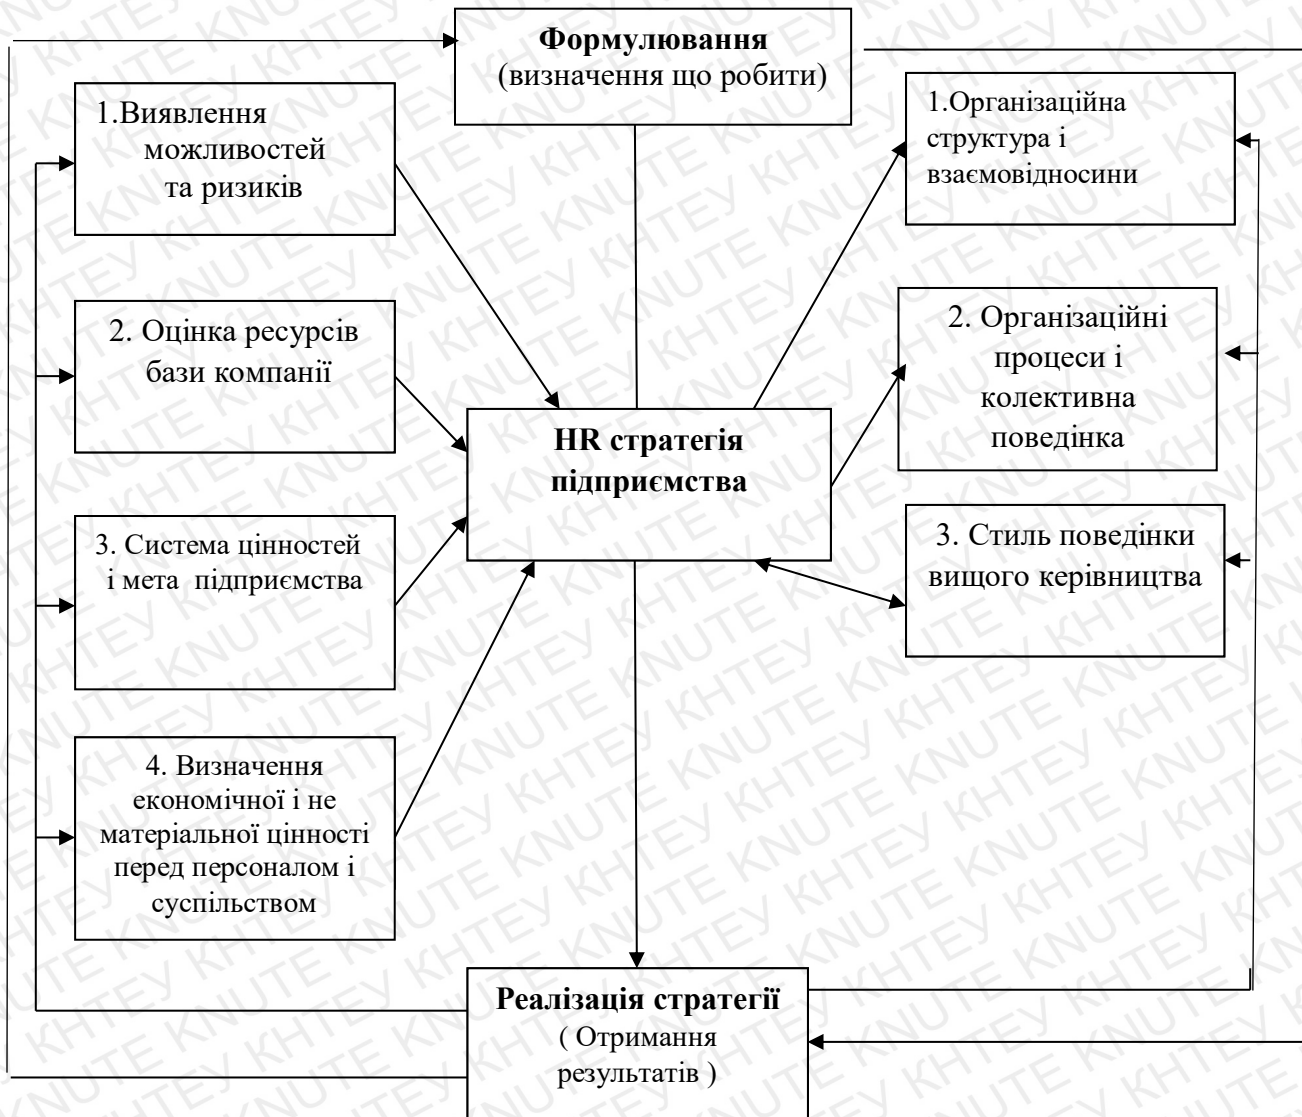 Формулювання
(визначення що робити)
1.Виявлення
можливостей
та ризиків
2. Оцінка ресурсів
бази компанії
3. Система цінностей
і мета підприємства
4. Визначення
економічної і не
матеріальної цінності
перед персоналом і
суспільством
HR стратегія
підприємства
1.Організаційна
структура і
взаємовідносини
2. Організаційні
процеси і
колективна
поведінка
3. Стиль поведінки
вищого керівництва
Реалізація стратегії
( Отримання
результатів )